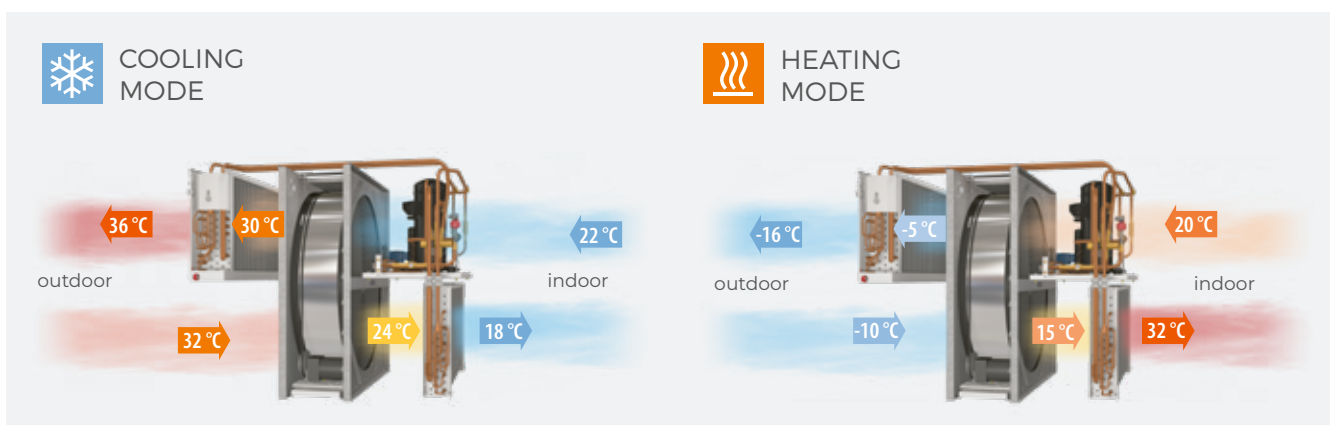 COOLING
MODE
36 °C
30 °C
22 °C
outdoor
indoor
32 °C
24 °C
18 °C
HEATING
MODE
-16 °C
-5 °C
20 °C
outdoor
indoor
-10 °C
15 °C
32 °C